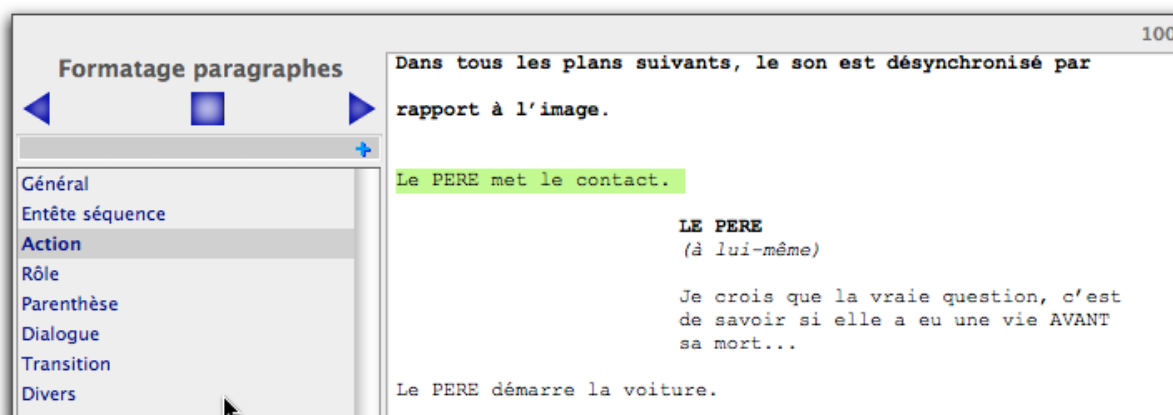 100
Formatage paragraphes
Général
Entête séquence
Action
Rôle
Parenthèse
Dialogue
Transition
Divers
Dans tous les plans suivants, le son est désynchronisé par
rapport à l'image.
Le PERE met le contact.
LE PERE
(à lui-même)
Je crois que la vraie question, c'est
de savoir si elle a eu une vie AVANT
sa mort...
Le PERE démarre la voiture.